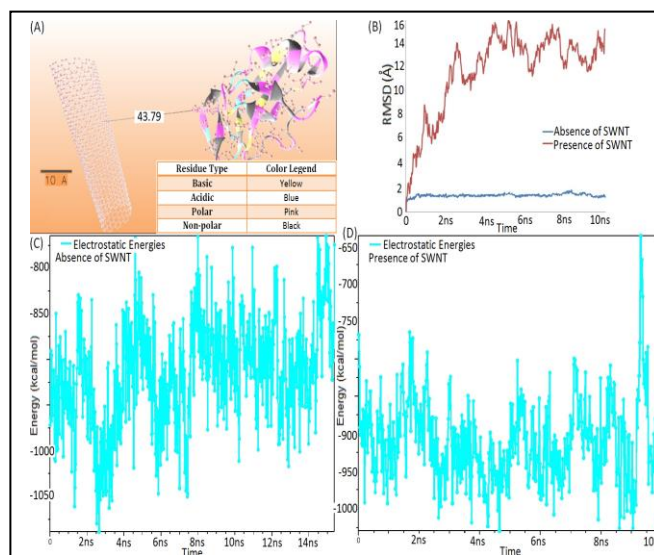 (A)
43.79
10 A
Residue Type Color Legend
Basic Yellow
Acidic Blue
Polar Pink
Non-polar Black
(B)
RMSD (Å)
16
14
12
10
8
6
4
2
0
Absence of SWNT
Presence of SWNT
0 2ns 4ns 6ns 8ns 10ns
Time
(C)
Electrostatic Energies
Absence of SWNT
Energy (kcal/mol)
-800
-850
-1000
-1050
0 2ns 4ns 6ns 8ns 10ns 12ns 14ns
Time
(D)
Electrostatic Energies
Presence of SWNT
Energy (kcal/mol)
-650
-700
-750
-800
-850
-900
-950
-1000
0 2ns 4ns 6ns 8ns 10
Time